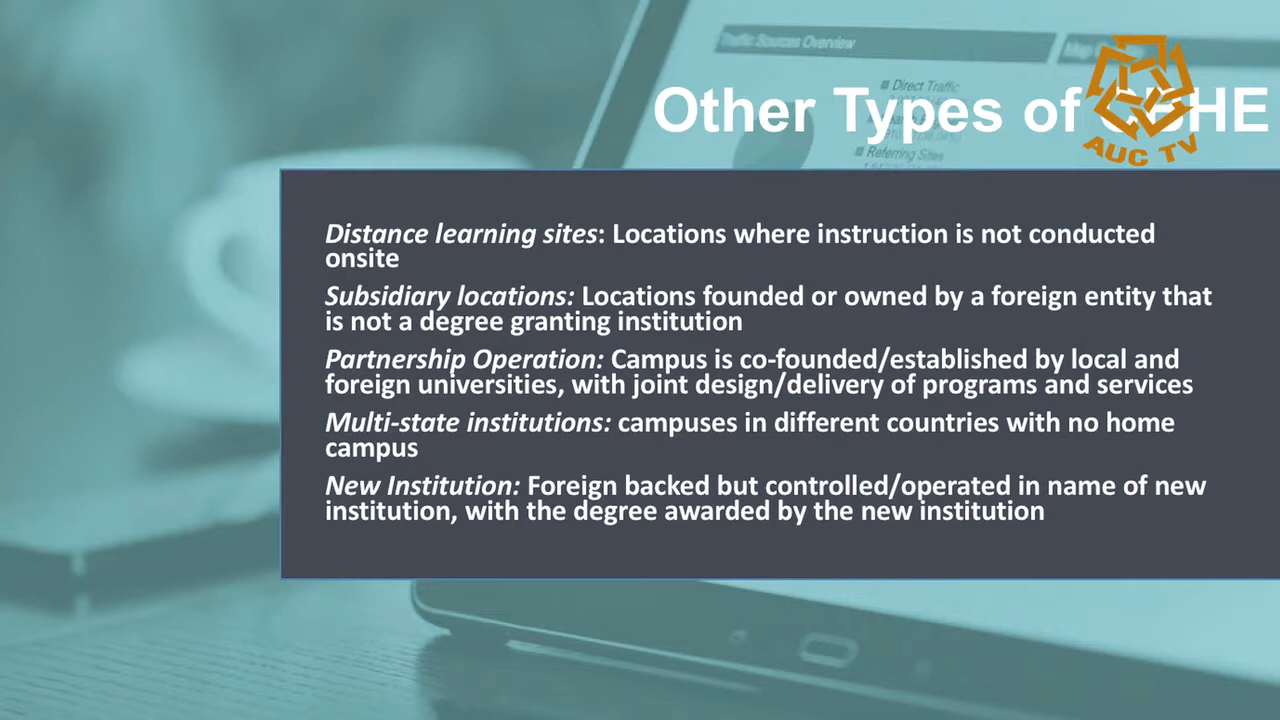 Traffic Sources Overview
Direct Traffic
Other Types of CBHE
Referring Sites
AUC TV
Distance learning sites: Locations where instruction is not conducted
onsite
Subsidiary locations: Locations founded or owned by a foreign entity that
is not a degree granting institution
Partnership Operation: Campus is co-founded/established by local and
foreign universities, with joint design/delivery of programs and services
Multi-state institutions: campuses in different countries with no home
campus
New Institution: Foreign backed but controlled/operated in name of new
institution, with the degree awarded by the new institution